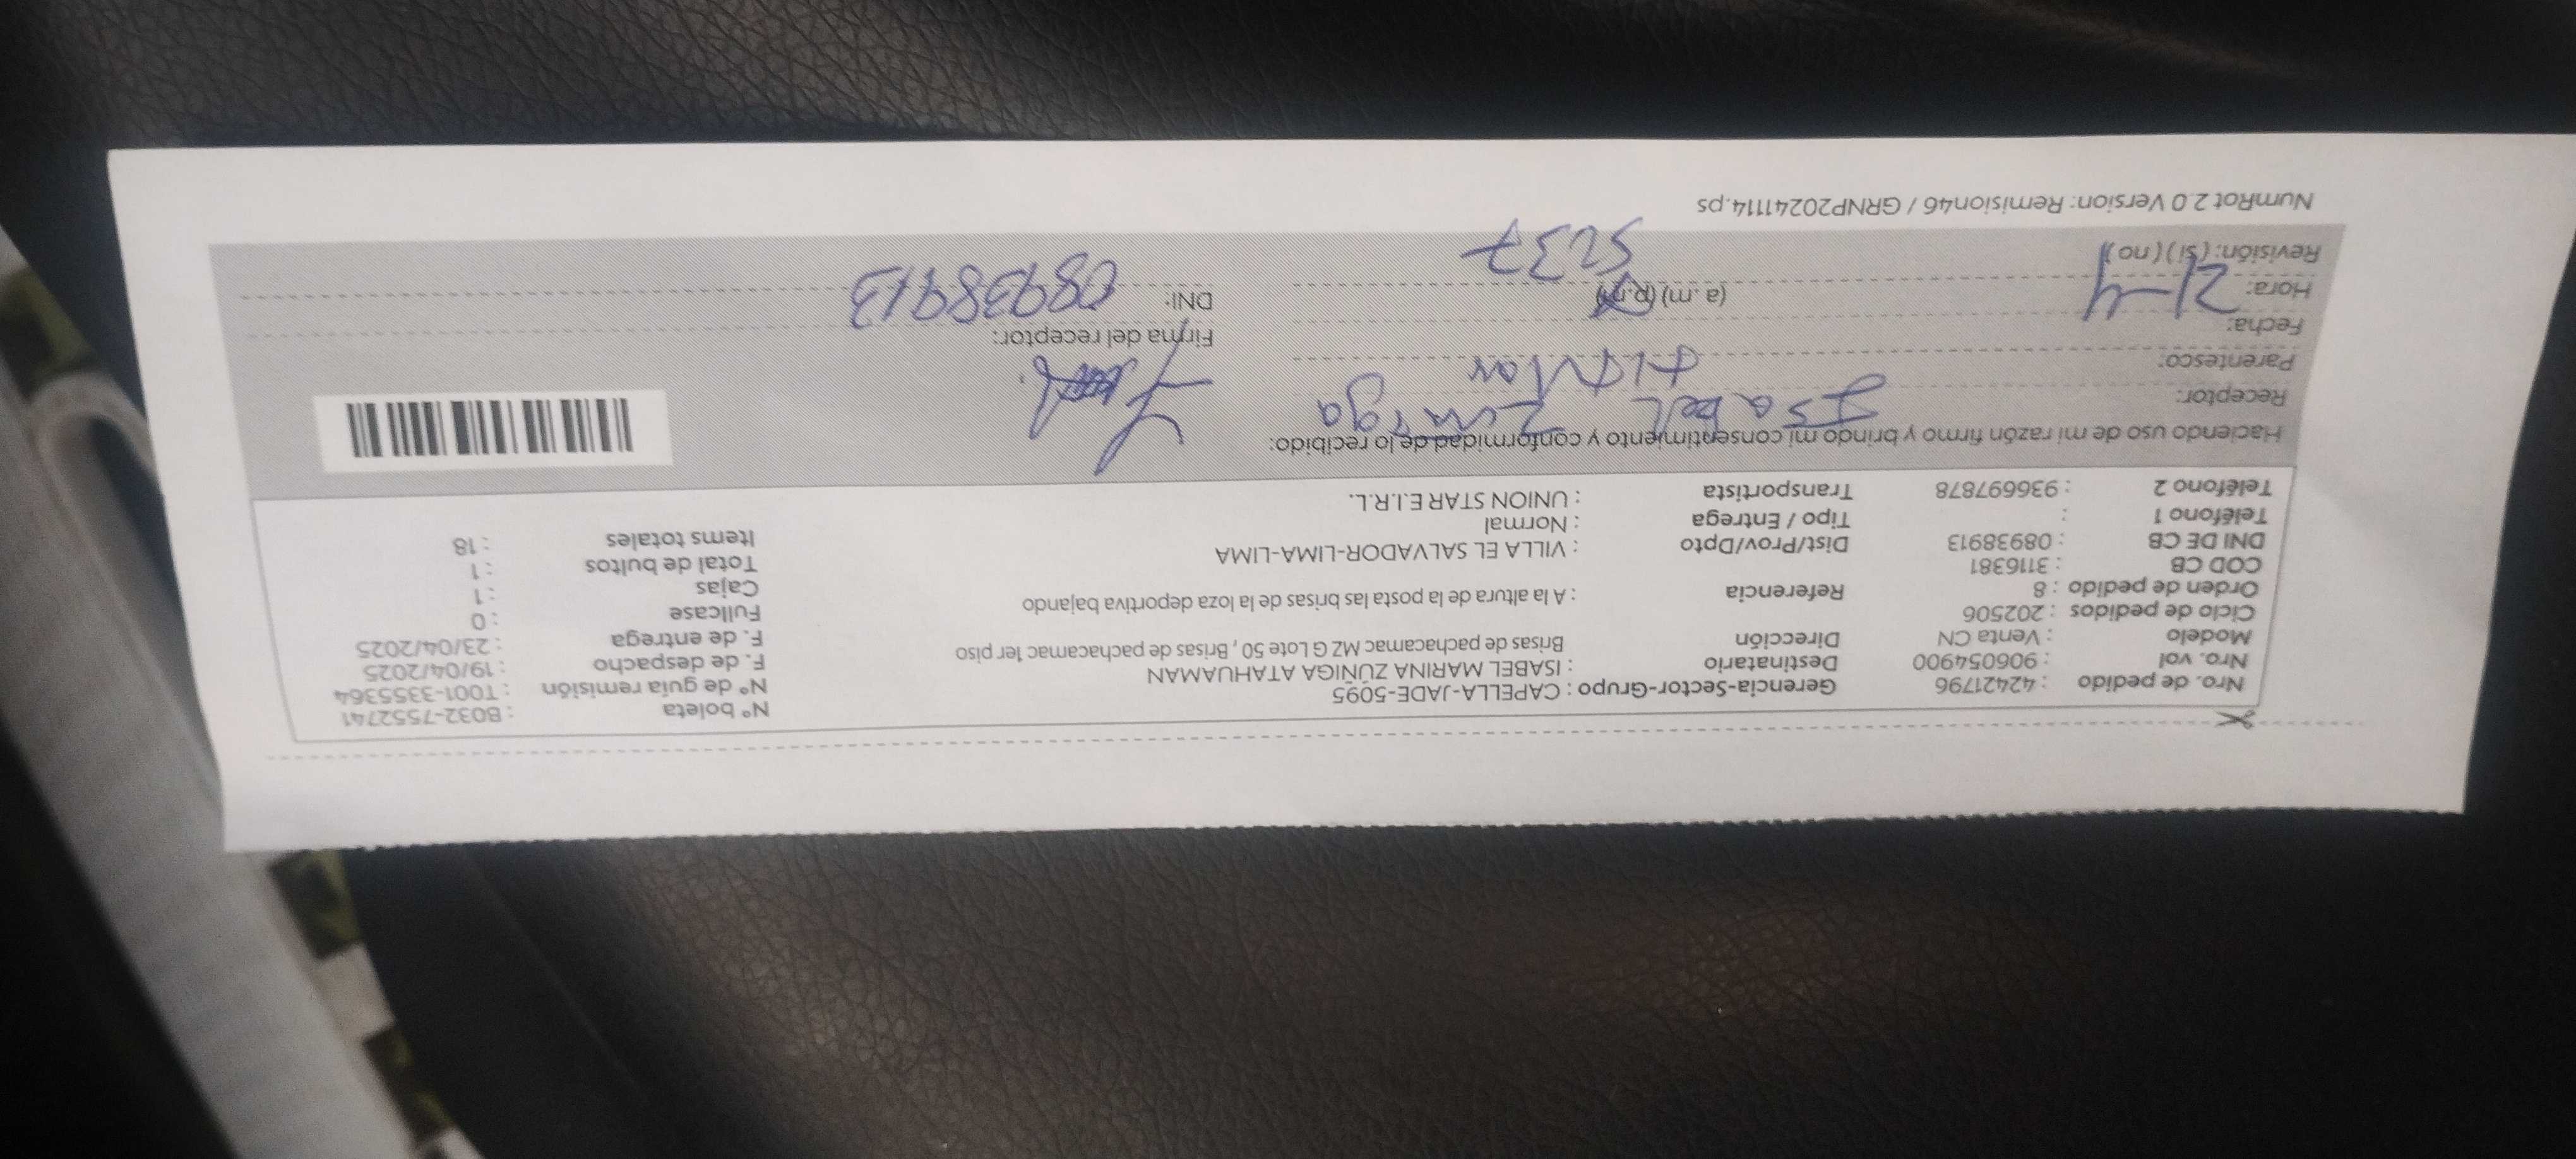 Nro. de pedido : 42421796
Nro. vol : 906054900
Modelo : Venta CN
Ciclo de pedidos : 202506
Orden de pedido : 8
COD CB : 3116381
DNI DE CB : 08938913
Teléfono 1 :
Teléfono 2 : 936697878
Gerencia-Sector-Grupo : CAPELLA-JADE-5095
Destinatario : ISABEL MARINA ZUÑIGA ATAHUAMAN
Dirección Brisas de pachacamac MZ G Lote 50 , Brisas de pachacamac 1er piso
Referencia : A la altura de la posta las brisas de la loza deportiva bajando
Dist/Prov/Dpto : VILLA EL SALVADOR-LIMA-LIMA
Tipo / Entrega : Normal
Transportista : UNION STAR E.I.R.L.
N° boleta : B032-7552741
N° de guía remisión : T001-3355364
F. de despacho : 19/04/2025
F. de entrega : 23/04/2025
Fullcase : 0
Cajas : 1
Total de bultos : 1
Items totales : 18
Haciendo uso de mi razón firmo y brindo mi consentimiento y conformidad de lo recibido:
Receptor: Isabel Zuñiga
Parentesco: titular
Fecha: 21-4
Hora: (a.m) (p.m)
Revisión: (si) (no)
Firma del receptor:
DNI: 08938913
NumRot 2.0 Version: Remision46 / GRNP20241114.ps